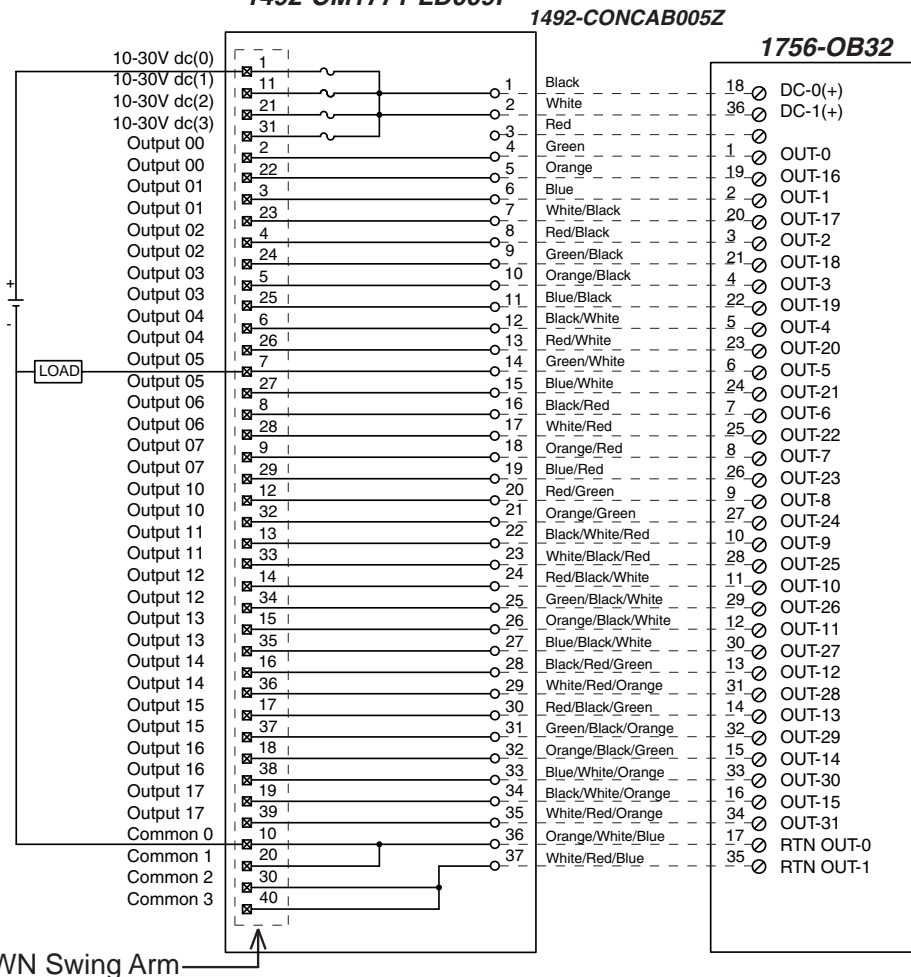 1492-CONCAB005Z
1756-OB32
10-30V dc(0) 1
10-30V dc(1) 11 1 Black 18 DC-0(+)
10-30V dc(2) 21 2 White 36 DC-1(+)
10-30V dc(3) 31 3 Red
Output 00 2 4 Green 1 OUT-0
Output 00 22 5 Orange 19 OUT-16
Output 01 3 6 Blue 2 OUT-1
Output 01 23 7 White/Black 20 OUT-17
Output 02 4 8 Red/Black 3 OUT-2
Output 02 24 9 Green/Black 21 OUT-18
Output 03 5 10 Orange/Black 4 OUT-3
+
Output 03 25 11 Blue/Black 22 OUT-19
Output 04 6 12 Black/White 5 OUT-4
-
Output 04 26 13 Red/White 23 OUT-20
LOAD
Output 05 7 14 Green/White 6 OUT-5
Output 05 27 15 Blue/White 24 OUT-21
Output 06 8 16 Black/Red 7 OUT-6
Output 06 28 17 White/Red 25 OUT-22
Output 07 9 18 Orange/Red 8 OUT-7
Output 07 29 19 Blue/Red 26 OUT-23
Output 10 12 20 Red/Green 9 OUT-8
Output 10 32 21 Orange/Green 27 OUT-24
Output 11 13 22 Black/White/Red 10 OUT-9
Output 11 33 23 White/Black/Red 28 OUT-25
Output 12 14 24 Red/Black/White 11 OUT-10
Output 12 34 25 Green/Black/White 29 OUT-26
Output 13 15 26 Orange/Black/White 12 OUT-11
Output 13 35 27 Blue/Black/White 30 OUT-27
Output 14 16 28 Black/Red/Green 13 OUT-12
Output 14 36 29 White/Red/Orange 31 OUT-28
Output 15 17 30 Red/Black/Green 14 OUT-13
Output 15 37 31 Green/Black/Orange 32 OUT-29
Output 16 18 32 Orange/Black/Green 15 OUT-14
Output 16 38 33 Blue/White/Orange 33 OUT-30
Output 17 19 34 Black/White/Orange 16 OUT-15
Output 17 39 35 White/Red/Orange 34 OUT-31
Common 0 10 36 Orange/White/Blue 17 RTN OUT-0
Common 1 20 37 White/Red/Blue 35 RTN OUT-1
Common 2 30
Common 3 40
WN Swing Arm